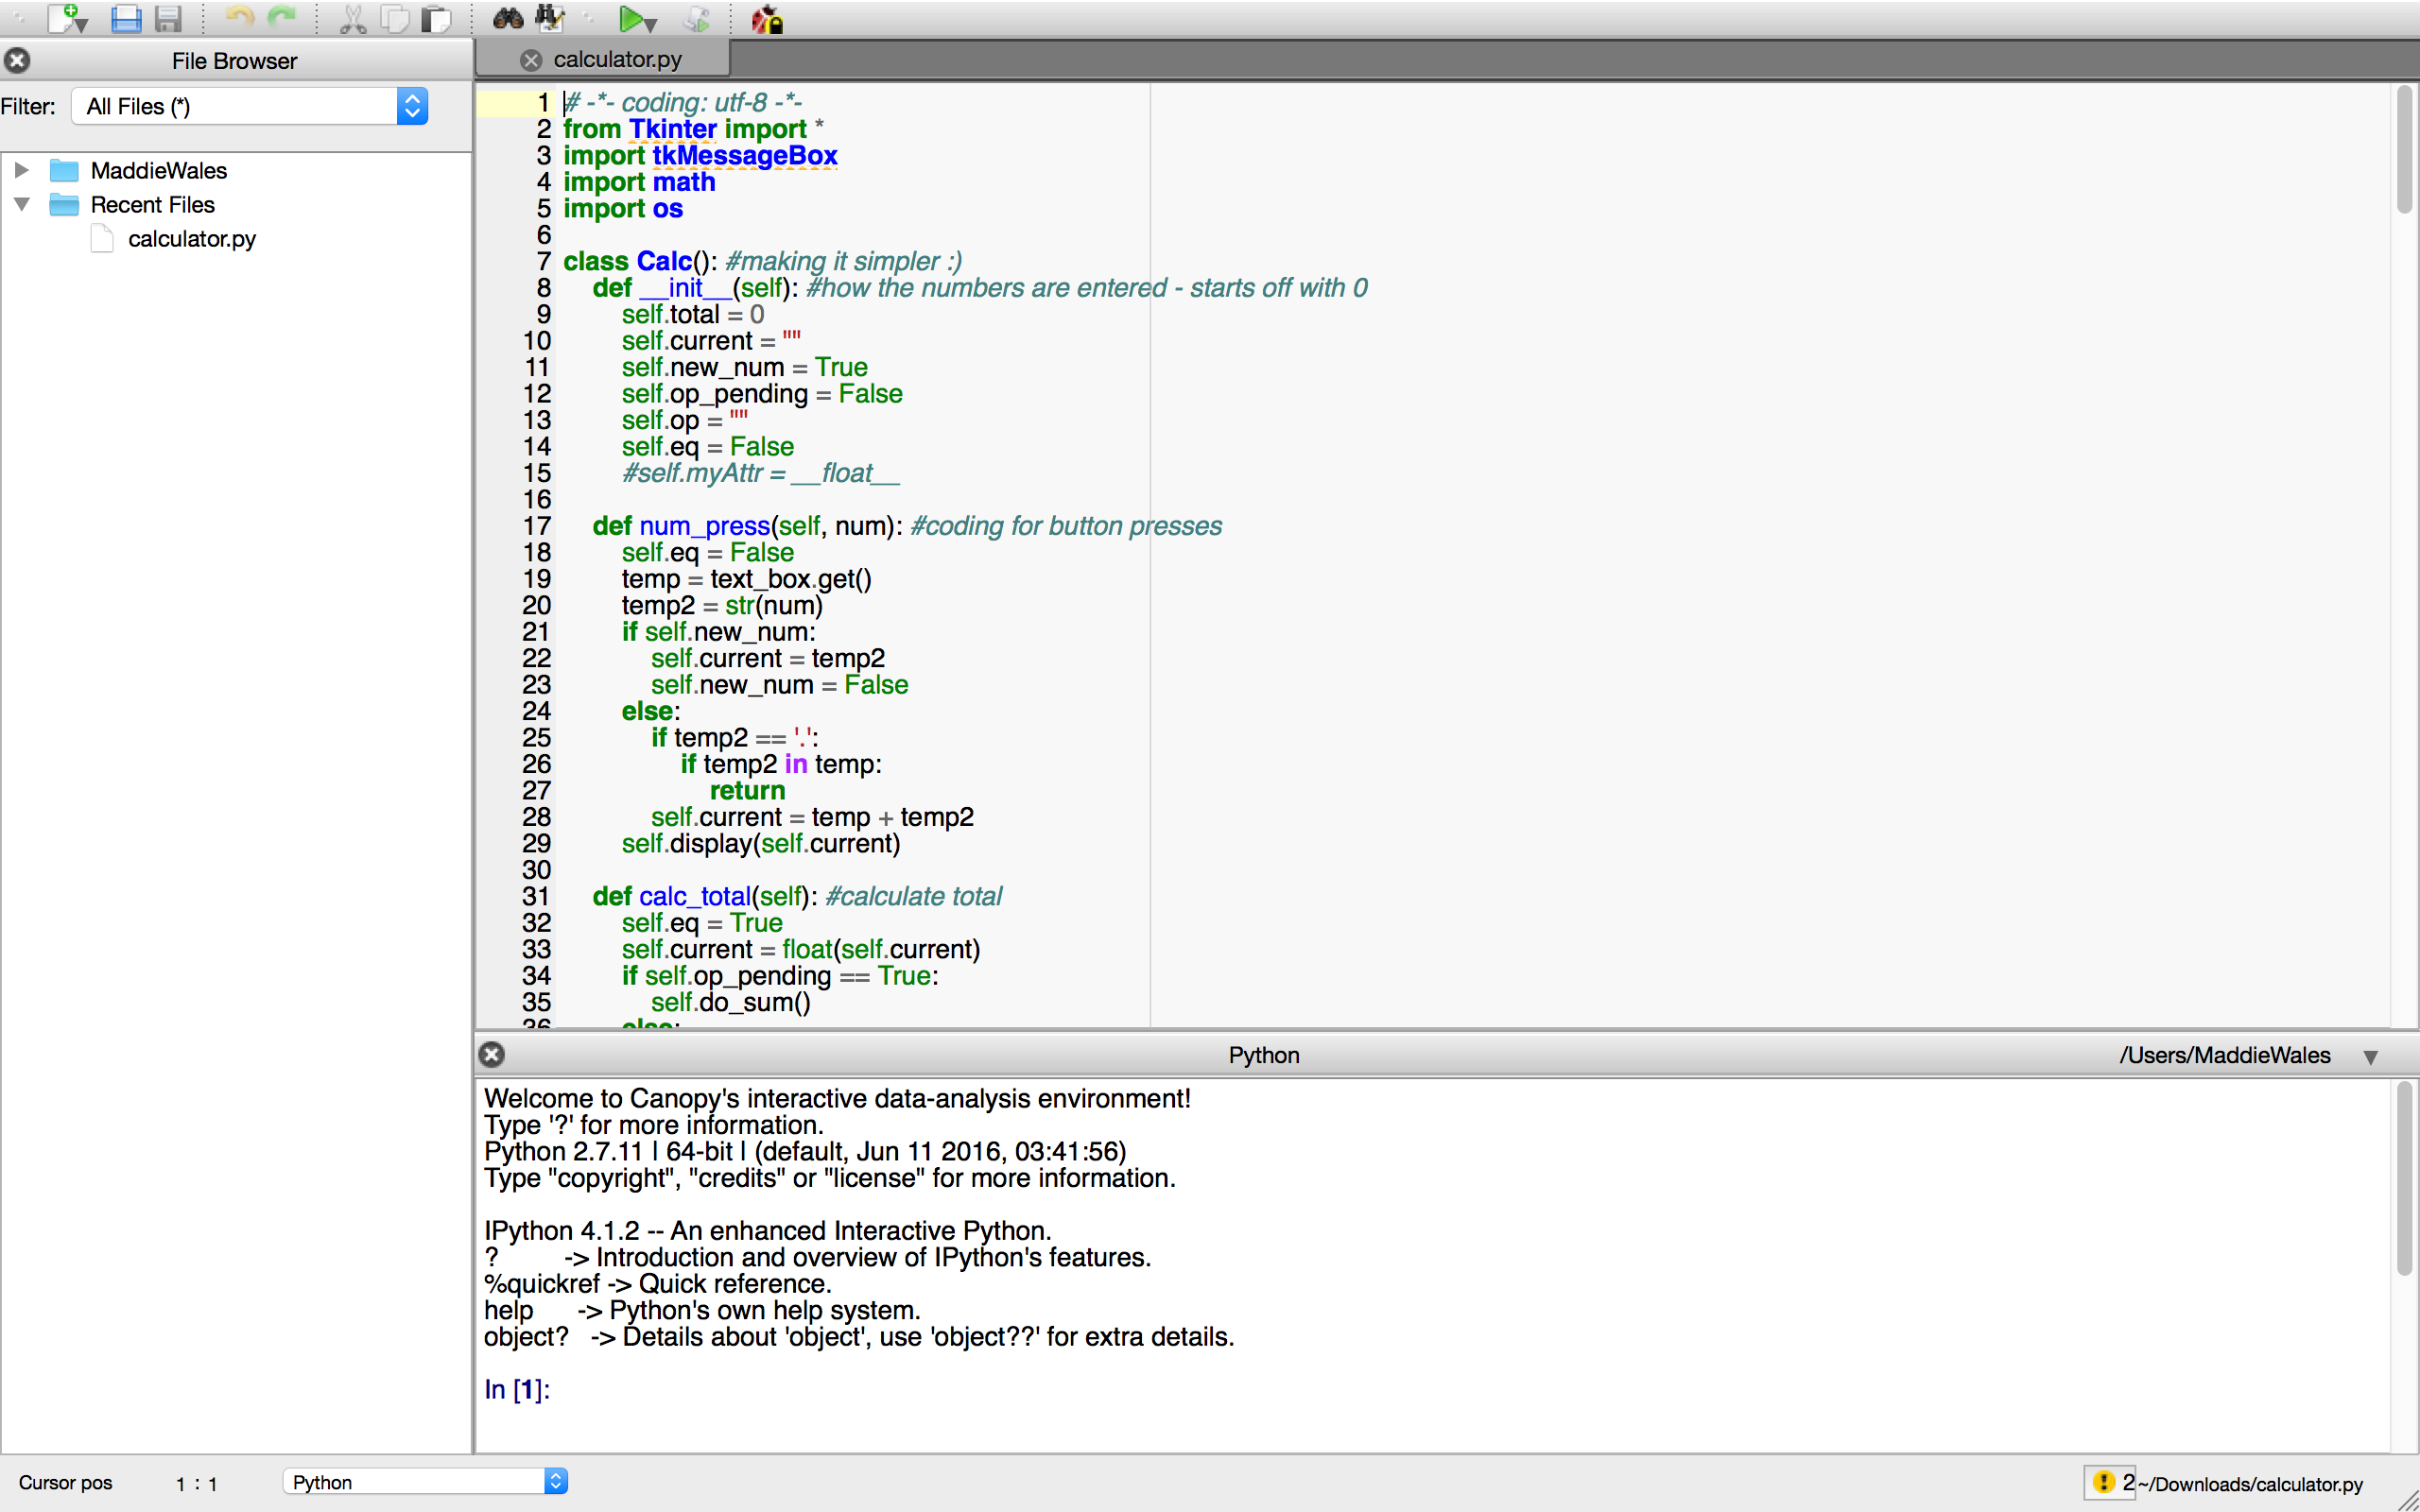 File Browser
calculator.py
Filter: All Files (*)
MaddieWales
Recent Files
calculator.py
1 # -*- coding: utf-8 -*-
2 from Tkinter import *
3 import tkMessageBox
4 import math
5 import os
6
7 class Calc(): #making it simpler :)
8 def __init__(self): #how the numbers are entered - starts off with 0
9 self.total = 0
10 self.current = ""
11 self.new_num = True
12 self.op_pending = False
13 self.op = ""
14 self.eq = False
15 #self.myAttr = __float__
16
17 def num_press(self, num): #coding for button presses
18 self.eq = False
19 temp = text_box.get()
20 temp2 = str(num)
21 if self.new_num:
22 self.current = temp2
23 self.new_num = False
24 else:
25 if temp2 == '.':
26 if temp2 in temp:
27 return
28 self.current = temp + temp2
29 self.display(self.current)
30
31 def calc_total(self): #calculate total
32 self.eq = True
33 self.current = float(self.current)
34 if self.op_pending == True:
35 self.do_sum()
36 else:
Python /Users/MaddieWales
Welcome to Canopy's interactive data-analysis environment!
Type '?' for more information.
Python 2.7.11 | 64-bit | (default, Jun 11 2016, 03:41:56)
Type "copyright", "credits" or "license" for more information.
IPython 4.1.2 -- An enhanced Interactive Python.
? -> Introduction and overview of IPython's features.
%quickref -> Quick reference.
help -> Python's own help system.
object? -> Details about 'object', use 'object??' for extra details.
In [1]:
Cursor pos 1 : 1 Python 2 ~/Downloads/calculator.py